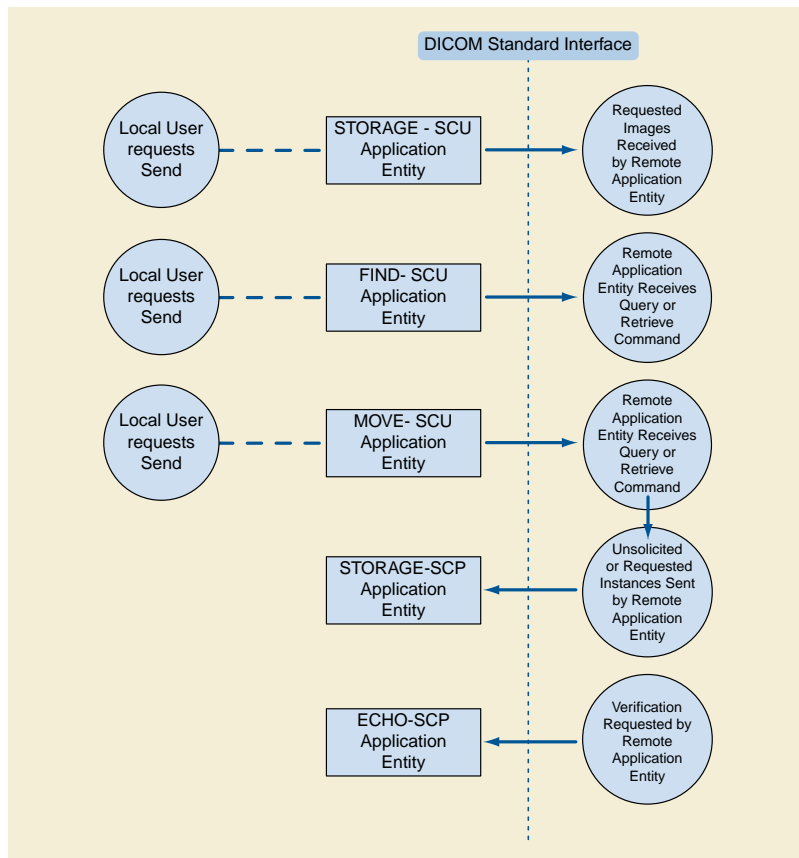 DICOM Standard Interface
Local User
requests
Send
STORAGE - SCU
Application
Entity
Requested
Images
Received
by Remote
Application
Entity
Local User
requests
Send
FIND- SCU
Application
Entity
Remote
Application
Entity Receives
Query or
Retrieve
Command
Local User
requests
Send
MOVE- SCU
Application
Entity
Remote
Application
Entity Receives
Query or
Retrieve
Command
STORAGE-SCP
Application
Entity
Unsolicited
or Requested
Instances Sent
by Remote
Application
Entity
ECHO-SCP
Application
Entity
Verification
Requested by
Remote
Application
Entity